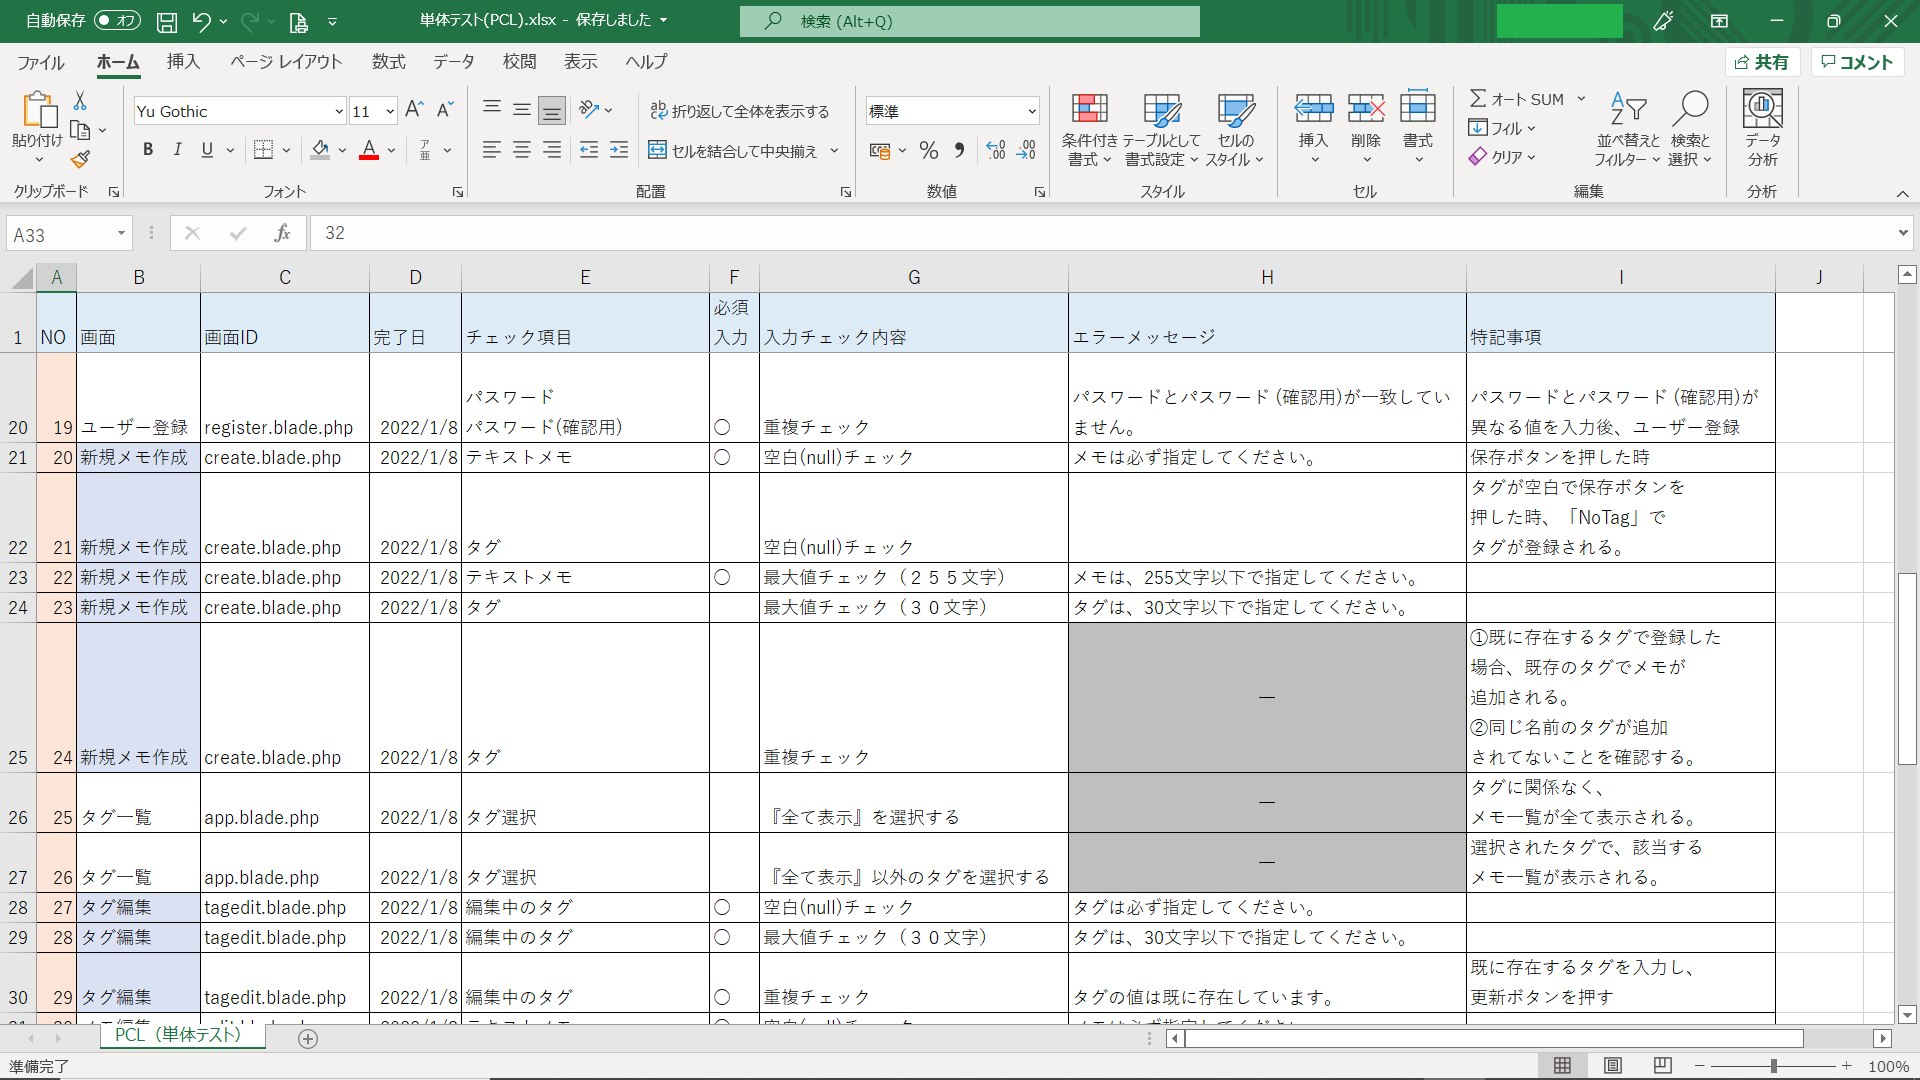 自動保存 オフ 単体テスト(PCL).xlsx - 保存しました 検索 (Alt+Q)
ファイル ホーム 挿入 ページ レイアウト 数式 データ 校閲 表示 ヘルプ 共有 コメント
貼り付け Yu Gothic 11 折り返して全体を表示する 標準 条件付き書式 テーブルとして書式設定 セルのスタイル 挿入 削除 書式 オート SUM 並べ替えとフィルター 検索と選択 データ分析
B I U A ア亜 セルを結合して中央揃え % フィル クリア
クリップボード フォント 配置 数値 スタイル セル 編集 分析
A33 fx 32
A B C D E F G H I J
1 NO 画面 画面ID 完了日 チェック項目 必須入力 入力チェック内容 エラーメッセージ 特記事項
20 19 ユーザー登録 register.blade.php 2022/1/8 パスワード
パスワード(確認用) 〇 重複チェック パスワードとパスワード (確認用)が一致してい
ません。 パスワードとパスワード (確認用)が
異なる値を入力後、ユーザー登録
21 20 新規メモ作成 create.blade.php 2022/1/8 テキストメモ 〇 空白(null)チェック メモは必ず指定してください。 保存ボタンを押した時
22 21 新規メモ作成 create.blade.php 2022/1/8 タグ 空白(null)チェック タグが空白で保存ボタンを
押した時、「NoTag」で
タグが登録される。
23 22 新規メモ作成 create.blade.php 2022/1/8 テキストメモ 〇 最大値チェック（２５５文字） メモは、255文字以下で指定してください。
24 23 新規メモ作成 create.blade.php 2022/1/8 タグ 最大値チェック（３０文字） タグは、30文字以下で指定してください。
25 24 新規メモ作成 create.blade.php 2022/1/8 タグ 重複チェック ― ①既に存在するタグで登録した
場合、既存のタグでメモが
追加される。
②同じ名前のタグが追加
されてないことを確認する。
26 25 タグ一覧 app.blade.php 2022/1/8 タグ選択 『全て表示』を選択する ― タグに関係なく、
メモ一覧が全て表示される。
27 26 タグ一覧 app.blade.php 2022/1/8 タグ選択 『全て表示』以外のタグを選択する ― 選択されたタグで、該当する
メモ一覧が表示される。
28 27 タグ編集 tagedit.blade.php 2022/1/8 編集中のタグ 〇 空白(null)チェック タグは必ず指定してください。
29 28 タグ編集 tagedit.blade.php 2022/1/8 編集中のタグ 〇 最大値チェック（３０文字） タグは、30文字以下で指定してください。
30 29 タグ編集 tagedit.blade.php 2022/1/8 編集中のタグ 〇 重複チェック タグの値は既に存在しています。 既に存在するタグを入力し、
更新ボタンを押す
PCL（単体テスト）
準備完了 100%